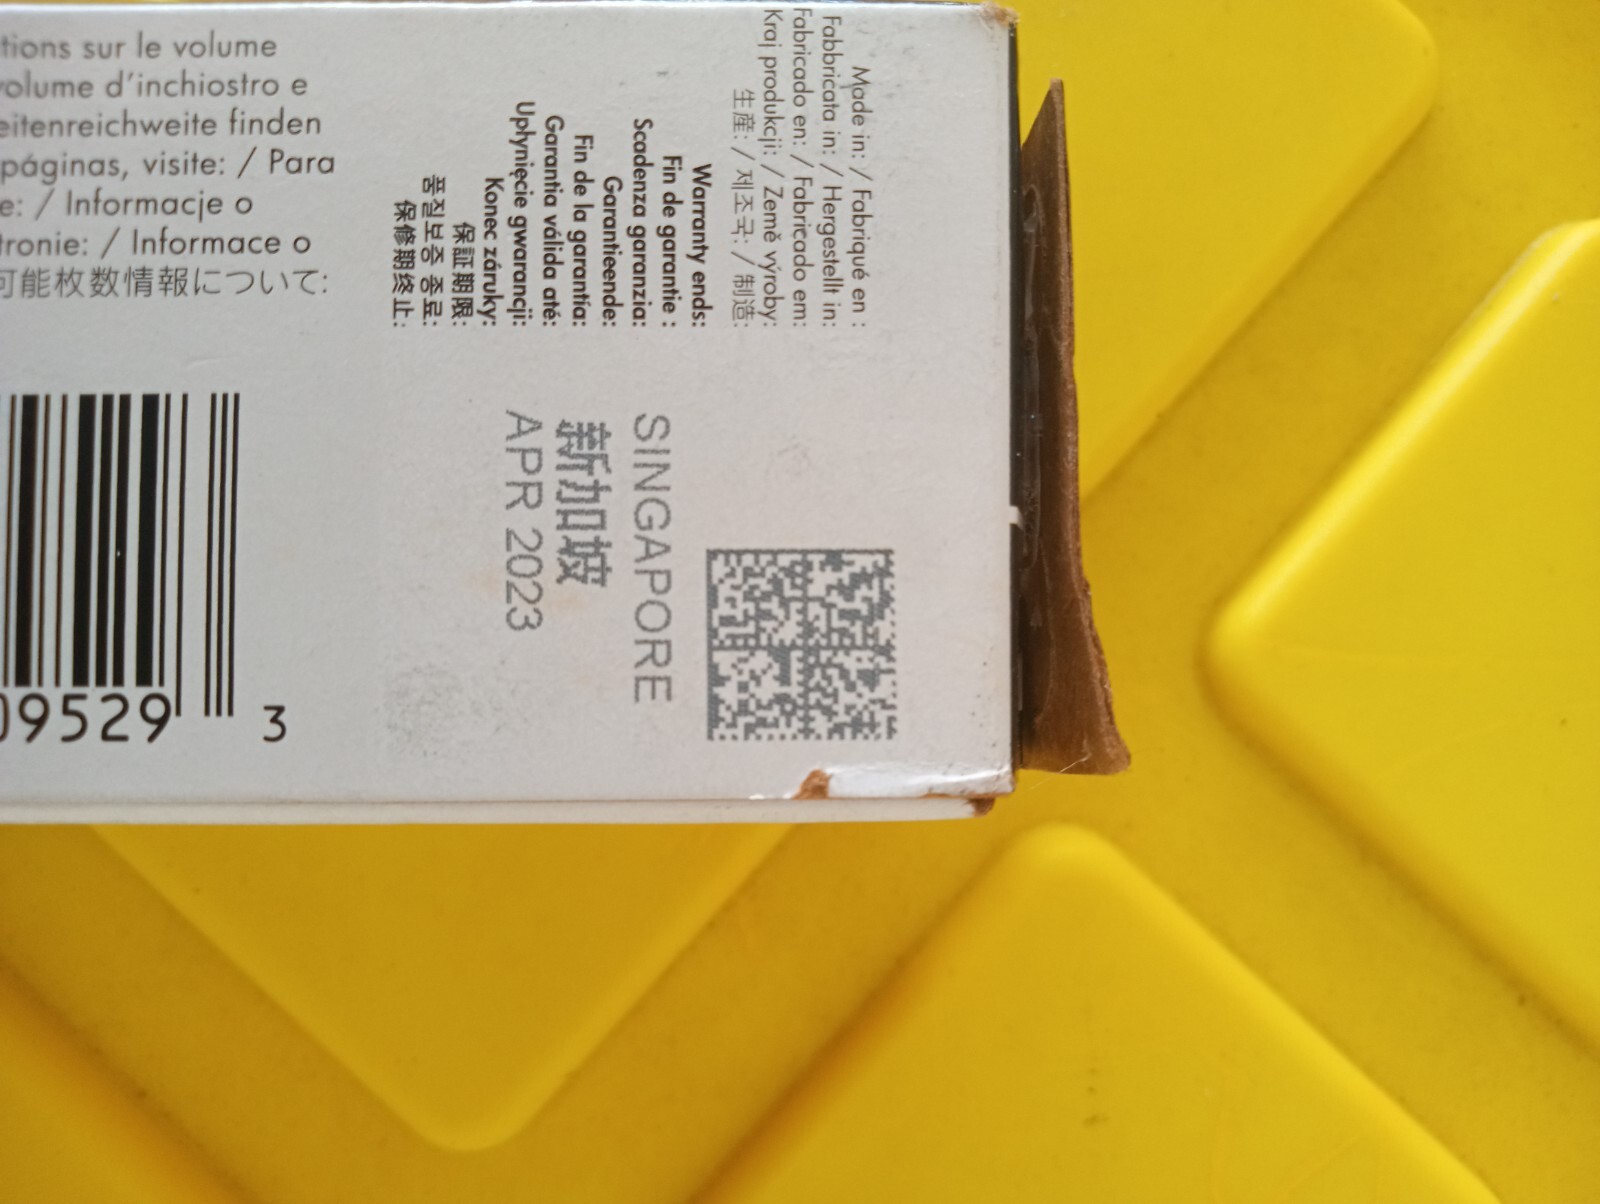 tions sur le volume
volume d'inchiostro e
eitenreichweite finden
páginas, visite: / Para
e: / Informacje o
tronie: / Informace o
可能枚数情報について:
09529 3
Made in: / Fabriqué en :
Fabbricata in: / Hergestellt in:
Fabricado en: / Fabricado em:
Kraj produkcji: / Země výroby:
生産: / 제조국: / 制造:
Warranty ends:
Fin de garantie :
Scadenza garanzia:
Garantieende:
Fin de la garantía:
Garantia válida até:
Upłynięcie gwarancji:
Konec záruky:
保証期限:
품질보증 종료:
保修期终止:
SINGAPORE
新加坡
APR 2023